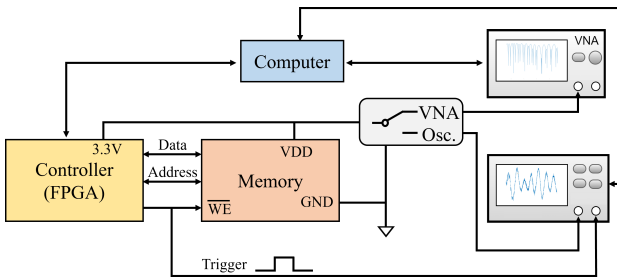 VNA
Computer
VNA
Osc.
3.3V
Data
VDD
Controller
(FPGA)
Address
Memory
WE
GND
Trigger